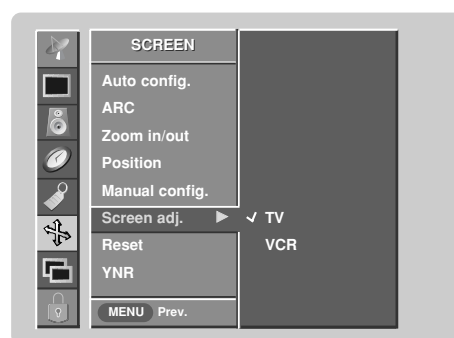 SCREEN
Auto config.
ARC
Zoom in/out
Position
Manual config.
Screen adj. ▶ ✓ TV
Reset VCR
YNR
MENU Prev.